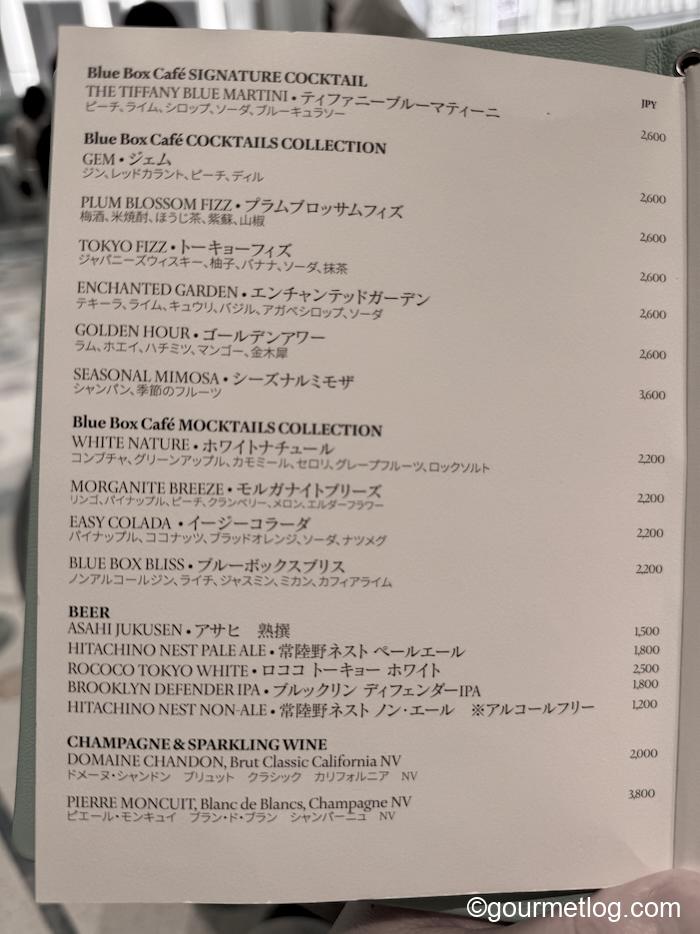 Blue Box Café SIGNATURE COCKTAIL
JPY
THE TIFFANY BLUE MARTINI • ティファニーブルーマティーニ 2,600
ピーチ、ライム、シロップ、ソーダ、ブルーキュラソー
Blue Box Café COCKTAILS COLLECTION
GEM • ジェム 2,600
ジン、レッドカラント、ピーチ、ディル
PLUM BLOSSOM FIZZ • プラムブロッサムフィズ 2,600
梅酒、米焼酎、ほうじ茶、紫蘇、山椒
TOKYO FIZZ • トーキョーフィズ 2,600
ジャパニーズウィスキー、柚子、バナナ、ソーダ、抹茶
ENCHANTED GARDEN • エンチャンテッドガーデン 2,600
テキーラ、ライム、キュウリ、バジル、アガベシロップ、ソーダ
GOLDEN HOUR • ゴールデンアワー 2,600
ラム、ホエイ、ハチミツ、マンゴー、金木犀
SEASONAL MIMOSA • シーズナルミモザ 3,600
シャンパン、季節のフルーツ
Blue Box Café MOCKTAILS COLLECTION
WHITE NATURE • ホワイトナチュール 2,200
コンブチャ、グリーンアップル、カモミール、セロリ、グレープフルーツ、ロックソルト
MORGANITE BREEZE • モルガナイトブリーズ 2,200
リンゴ、パイナップル、ピーチ、クランベリー、メロン、エルダーフラワー
EASY COLADA • イージーコラーダ 2,200
パイナップル、ココナッツ、ブラッドオレンジ、ソーダ、ナツメグ
BLUE BOX BLISS • ブルーボックスブリス 2,200
ノンアルコールジン、ライチ、ジャスミン、ミカン、カフィアライム
BEER
ASAHI JUKUSEN • アサヒ 熟撰 1,500
HITACHINO NEST PALE ALE • 常陸野ネスト ペールエール 1,800
ROCOCO TOKYO WHITE • ロココ トーキョー ホワイト 2,500
BROOKLYN DEFENDER IPA • ブルックリン ディフェンダーIPA 1,800
HITACHINO NEST NON-ALE • 常陸野ネスト ノン・エール ※アルコールフリー 1,200
CHAMPAGNE & SPARKLING WINE
DOMAINE CHANDON, Brut Classic California NV 2,000
ドメーヌ・シャンドン ブリュット クラシック カリフォルニア NV
PIERRE MONCUIT, Blanc de Blancs, Champagne NV 3,800
ピエール・モンキュイ ブラン・ド・ブラン シャンパーニュ NV
©gourmetlog.com